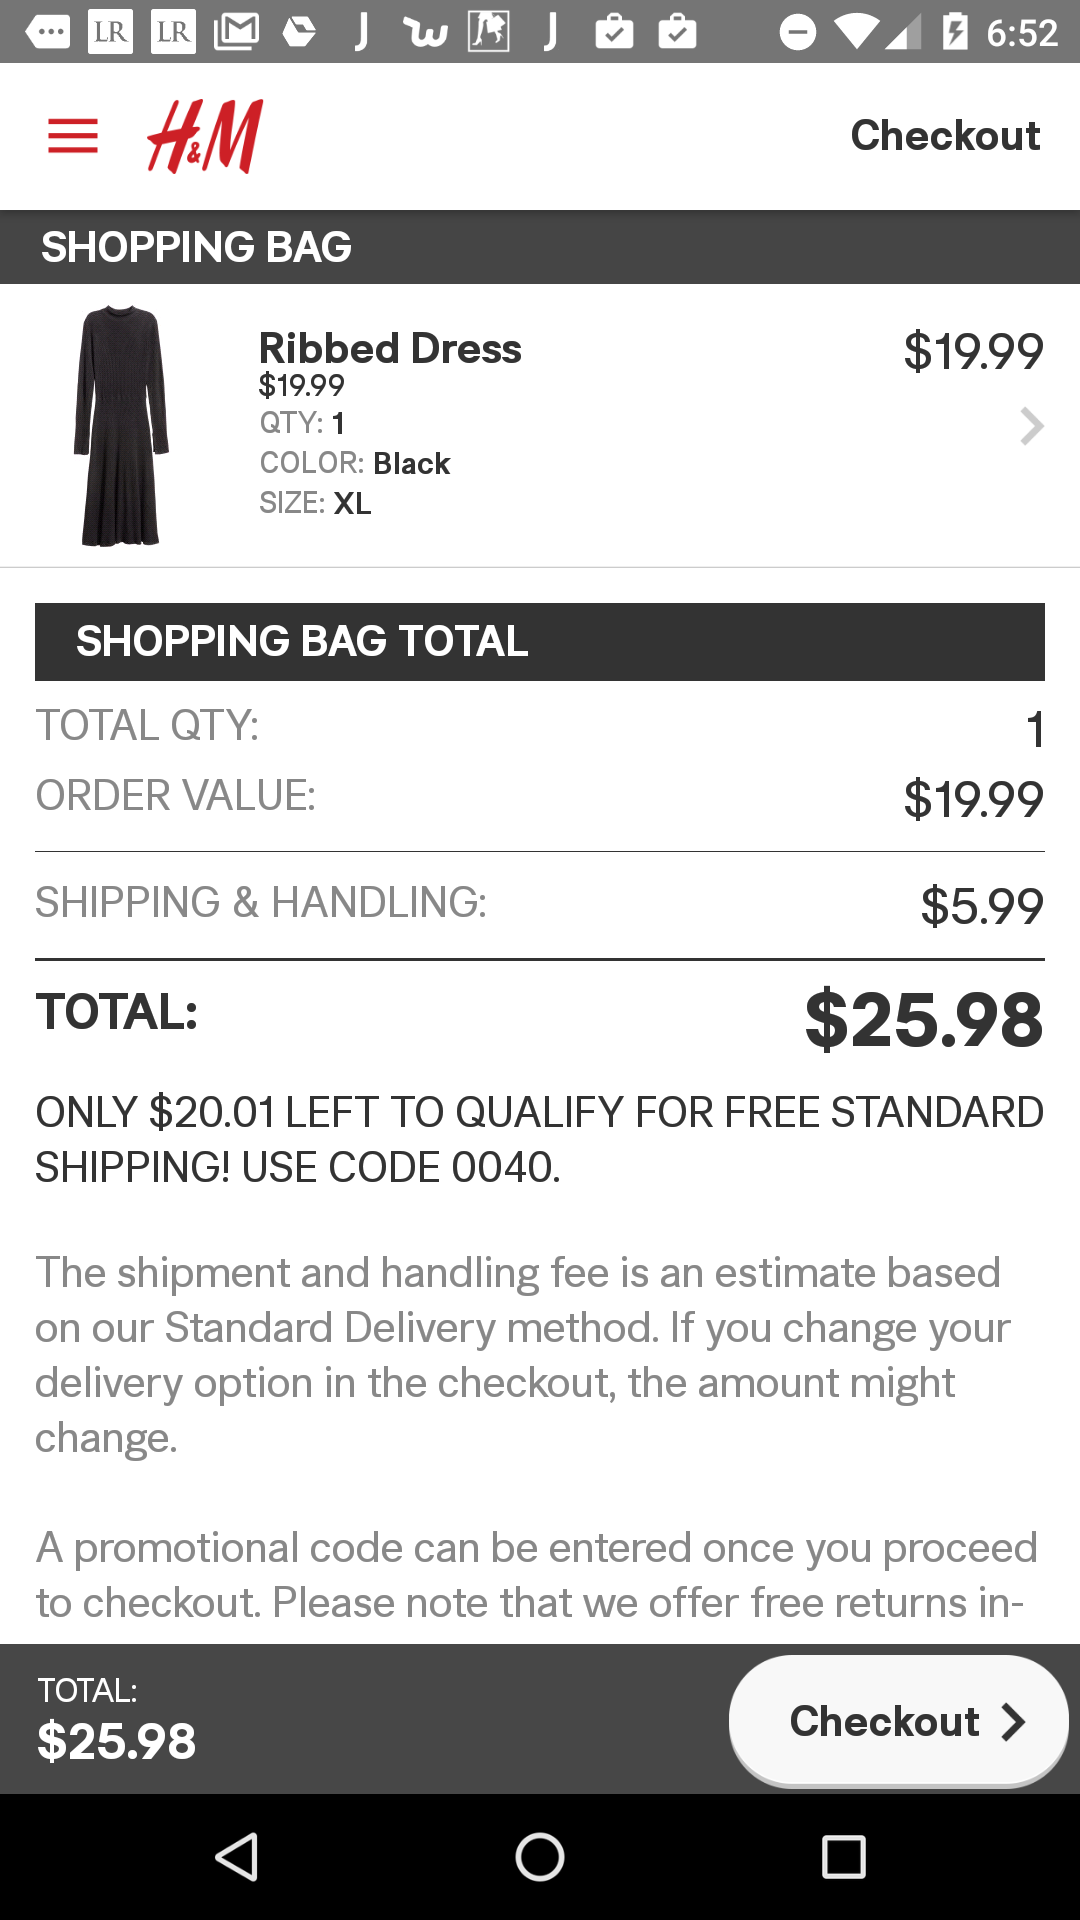 LR LR 6:52
H&M Checkout
SHOPPING BAG
Ribbed Dress $19.99
$19.99
QTY: 1
COLOR: Black
SIZE: XL
SHOPPING BAG TOTAL
TOTAL QTY: 1
ORDER VALUE: $19.99
SHIPPING & HANDLING: $5.99
TOTAL: $25.98
ONLY $20.01 LEFT TO QUALIFY FOR FREE STANDARD
SHIPPING! USE CODE 0040.
The shipment and handling fee is an estimate based
on our Standard Delivery method. If you change your
delivery option in the checkout, the amount might
change.
A promotional code can be entered once you proceed
to checkout. Please note that we offer free returns in-
TOTAL:
$25.98
Checkout